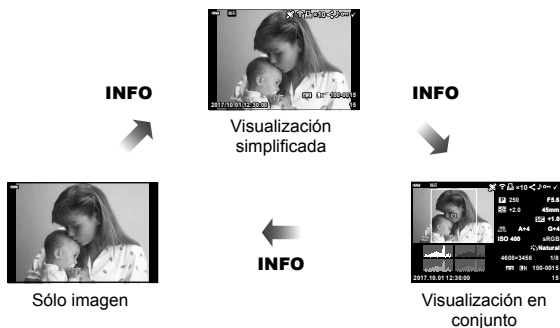 ×10
100-0015
2017.10.01 12:30:00 15
INFO
INFO
Visualización
simplificada
×10
P 250 F5.6
+2.0 45mm
+1.0
A+4 G+4
ISO 400 sRGB
Natural
4608×3456 1/8
100-0015
2017.10.01 12:30:00 15
INFO
Sólo imagen
Visualización en
conjunto